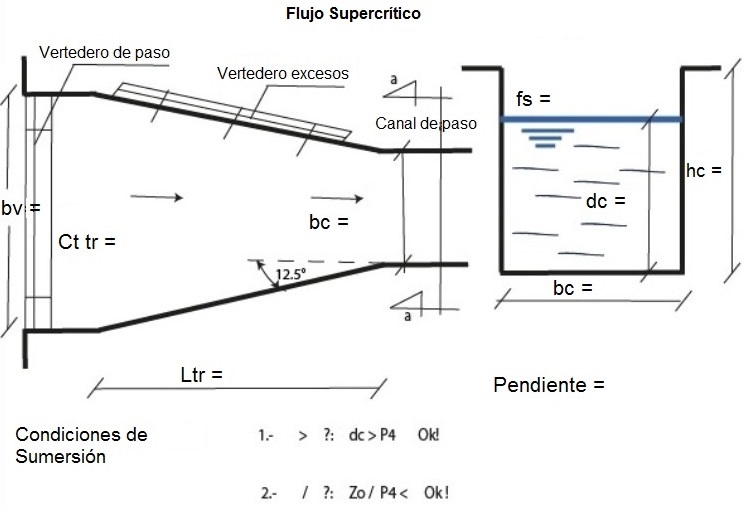 Flujo Supercrítico
Vertedero de paso
Vertedero excesos
a
Canal de paso
fs =
hc =
bv =
dc =
bc =
Ct tr =
12.5°
bc =
a
Ltr =
Pendiente =
Condiciones de
Sumersión
1.- > ?: dc > P4 Ok!
2.- / ?: Zo / P4 < Ok!